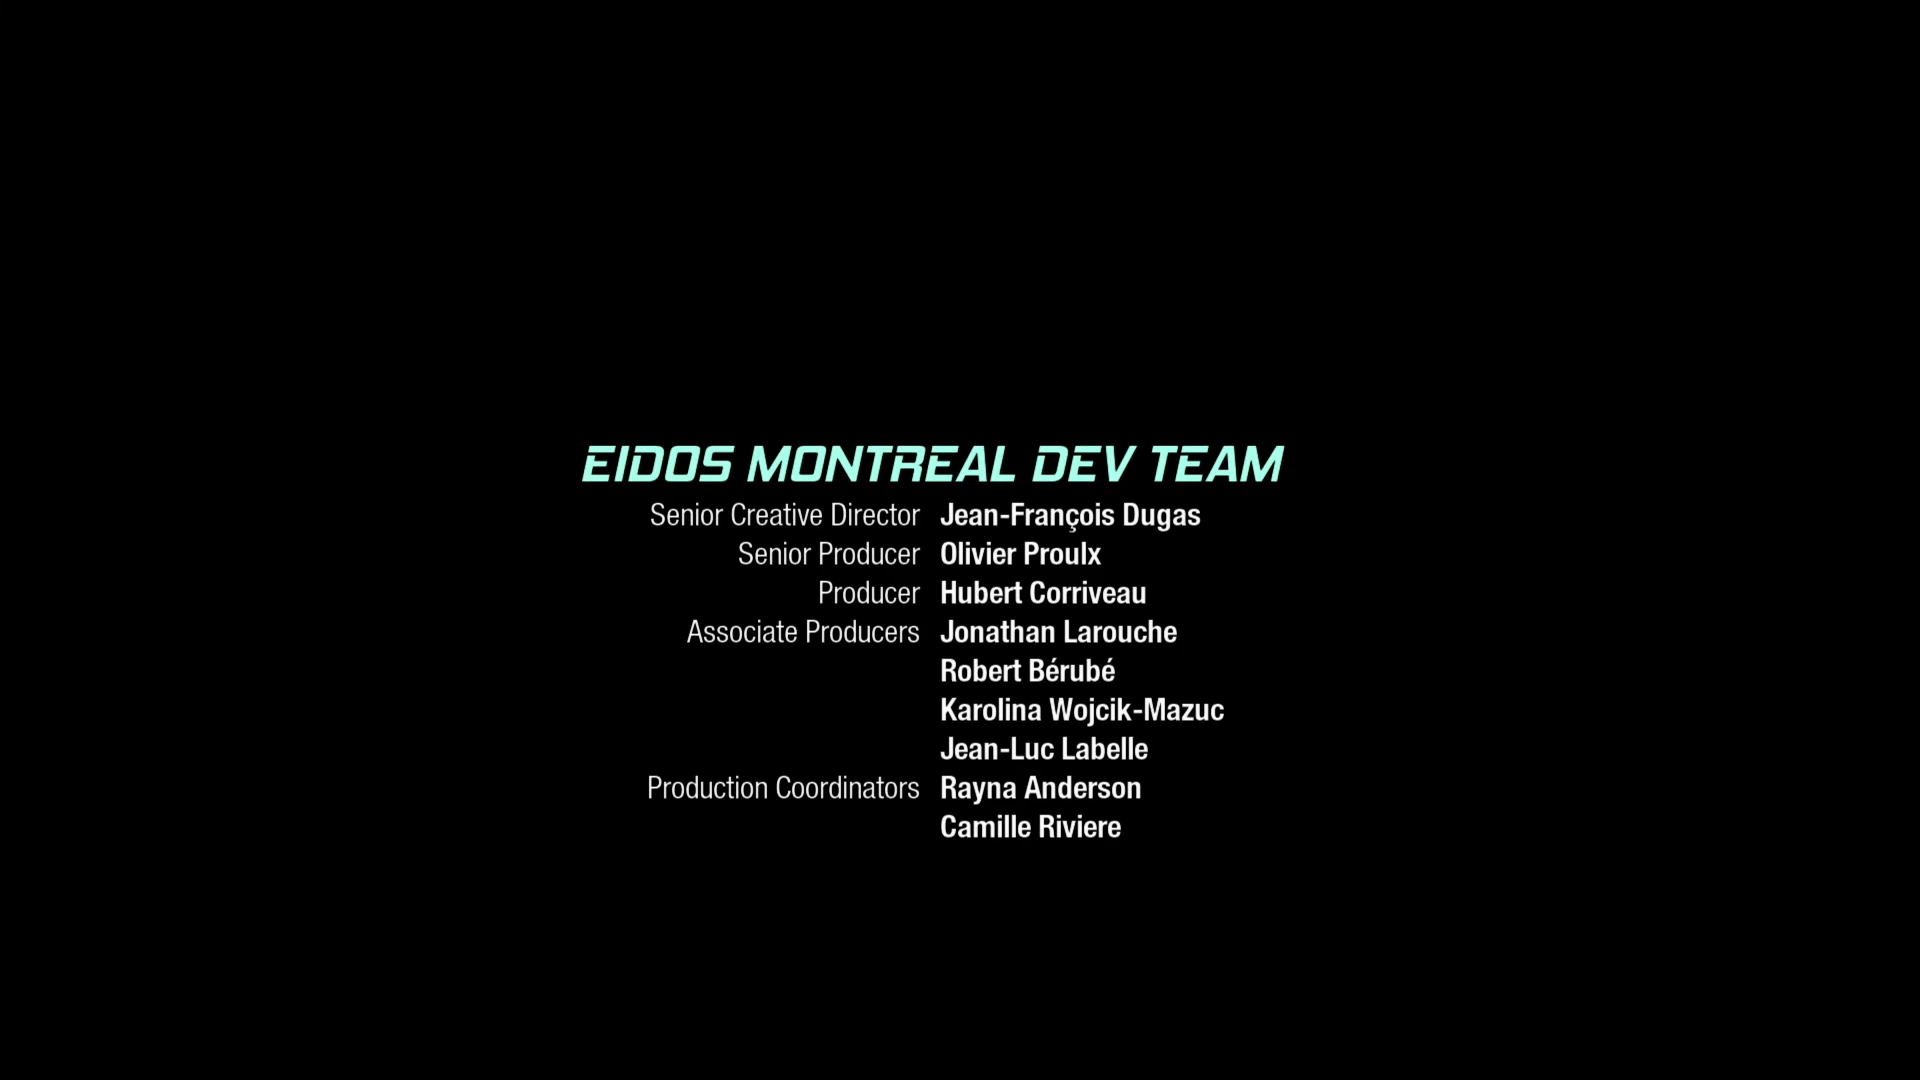 EIDOS MONTREAL DEV TEAM
Senior Creative Director Jean-François Dugas
Senior Producer Olivier Proulx
Producer Hubert Corriveau
Associate Producers Jonathan Larouche
Robert Bérubé
Karolina Wojcik-Mazuc
Jean-Luc Labelle
Production Coordinators Rayna Anderson
Camille Riviere